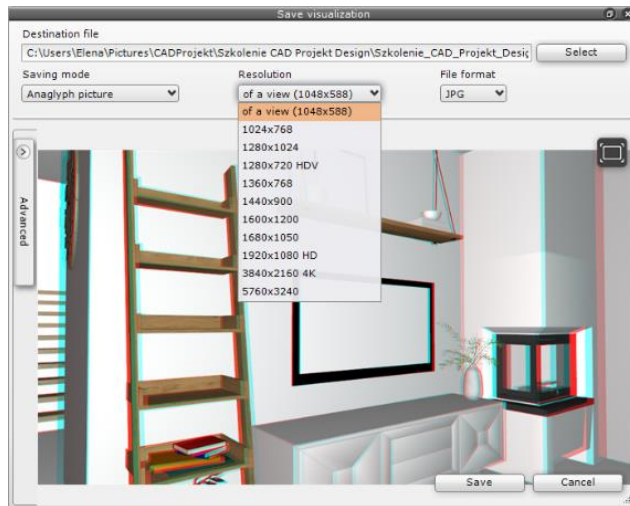 Save visualization
Destination file
C:\Users\Elena\Pictures\CADProjekt\Szkolenie CAD Projekt Design\Szkolenie_CAD_Projekt_Desig
Select
Saving mode
Resolution
File format
Anaglyph picture
of a view (1048x588)
JPG
of a view (1048x588)
1024x768
1280x1024
1280x720 HDV
1360x768
1440x900
1600x1200
1680x1050
1920x1080 HD
3840x2160 4K
5760x3240
Advanced
Save
Cancel